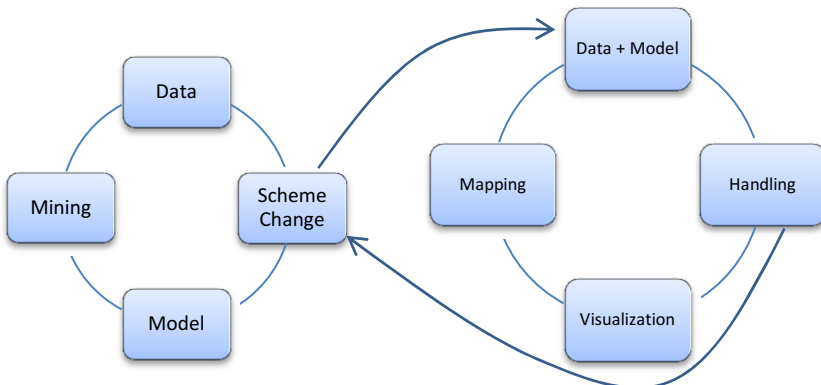 Data
Mining
Scheme
Change
Model
Data + Model
Mapping
Handling
Visualization